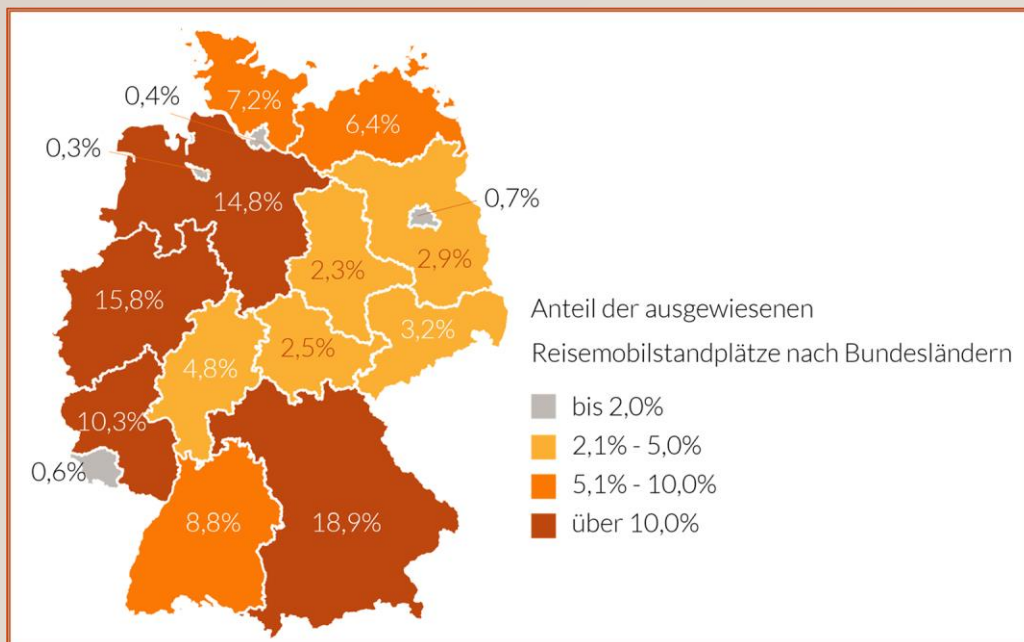 7,2%
0,4%
6,4%
0,3%
14,8%
0,7%
2,3%
2,9%
15,8%
3,2%
2,5%
4,8%
10,3%
0,6%
8,8%
18,9%
Anteil der ausgewiesenen
Reisemobilstandplätze nach Bundesländern
bis 2,0%
2,1% - 5,0%
5,1% - 10,0%
über 10,0%